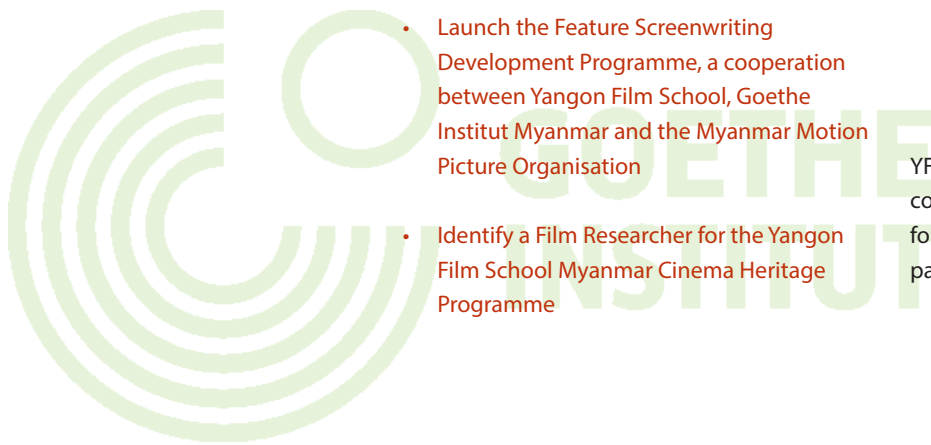 • Launch the Feature Screenwriting
Development Programme, a cooperation
between Yangon Film School, Goethe
Institut Myanmar and the Myanmar Motion
Picture Organisation
• Identify a Film Researcher for the Yangon
Film School Myanmar Cinema Heritage
Programme
GOETHE
INSTITUT